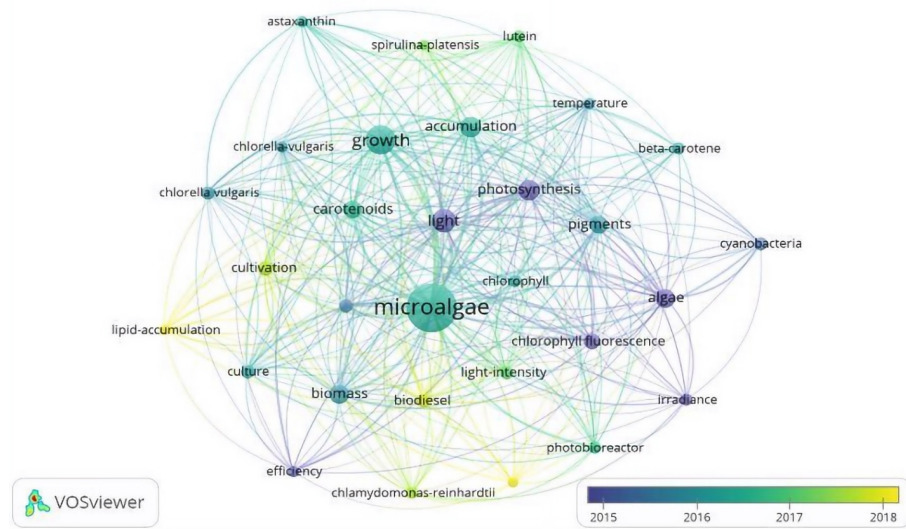 astaxanthin
lutein
spirulina-platensis
temperature
accumulation
growth
chlorella-vulgaris
beta-carotene
chlorella vulgaris
photosynthesis
carotenoids
light
pigments
cyanobacteria
cultivation
chlorophyll
microalgae
algae
lipid-accumulation
chlorophyll fluorescence
culture
light-intensity
biomass
biodiesel
irradiance
photobioreactor
efficiency
chlamydomonas-reinhardtii
VOSviewer
2015 2016 2017 2018